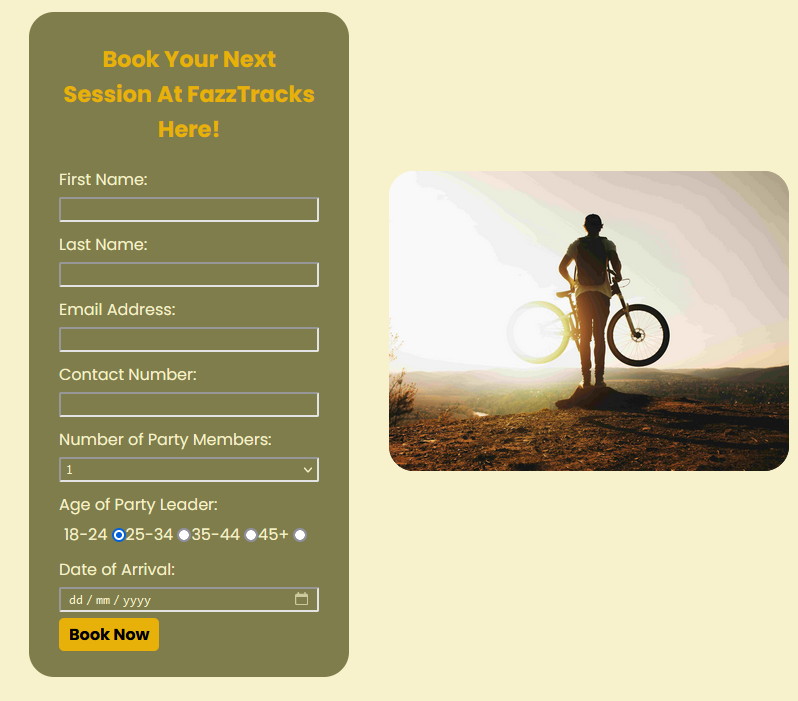 Book Your Next
Session At FazzTracks
Here!
First Name:
Last Name:
Email Address:
Contact Number:
Number of Party Members:
1
Age of Party Leader:
18-24 25-34 35-44 45+
Date of Arrival:
dd / mm / yyyy
Book Now